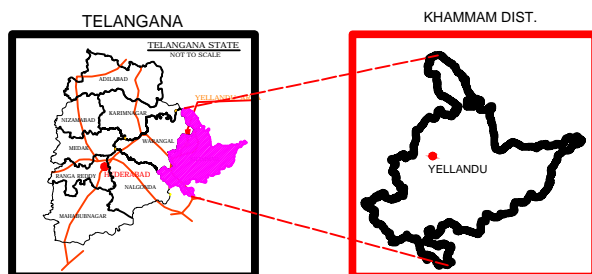 TELANGANA
KHAMMAM DIST.
TELANGANA STATE
NOT TO SCALE
ADILABAD
YELLANDU
NIZAMABAD
KARIMNAGAR
WARANGAL
MEDAK
RANGA REDDY
HYDERABAD
NALGONDA
MAHABUBNAGAR
YELLANDU